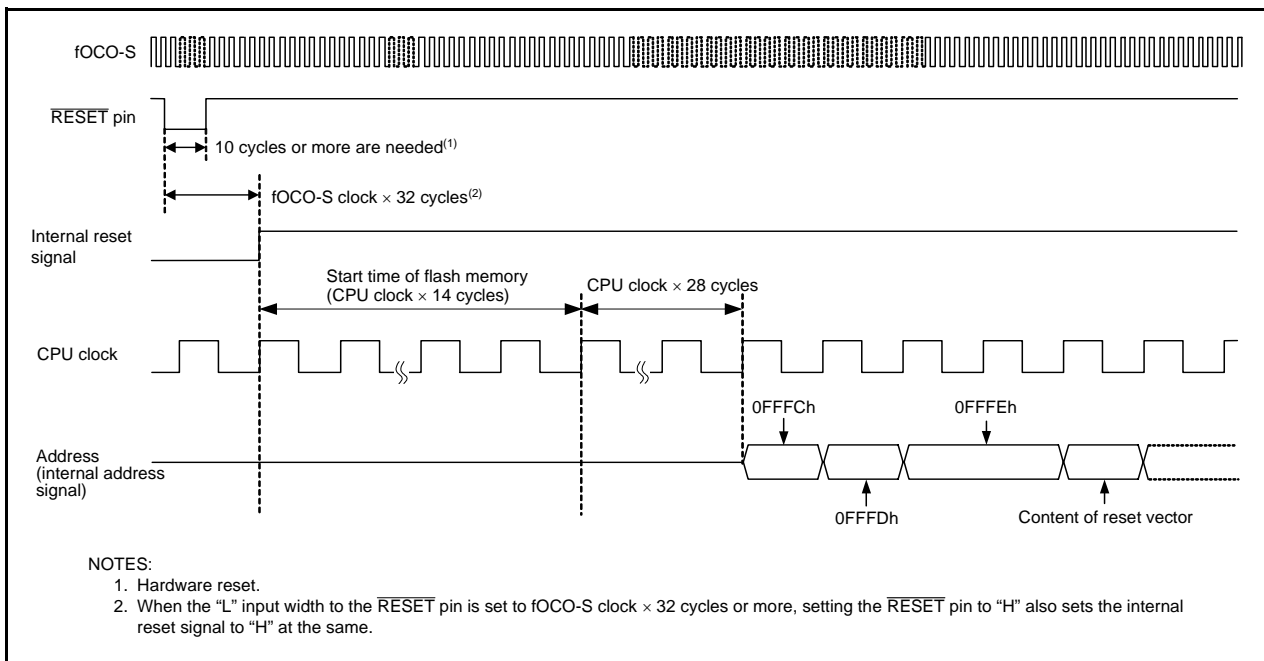 fOCO-S
RESET pin
10 cycles or more are needed(1)
fOCO-S clock × 32 cycles(2)
Internal reset
signal
Start time of flash memory
(CPU clock × 14 cycles)
CPU clock × 28 cycles
CPU clock
0FFFCh
0FFFEh
Address
(internal address
signal)
0FFFDh
Content of reset vector
NOTES:
1. Hardware reset.
2. When the “L” input width to the RESET pin is set to fOCO-S clock × 32 cycles or more, setting the RESET pin to “H” also sets the internal
reset signal to “H” at the same.